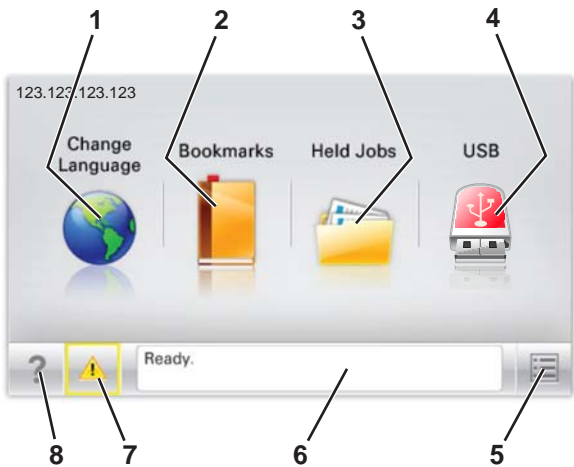 1 2 3 4
123.123.123.123
Change
Language
Bookmarks
Held Jobs
USB
?
Ready.
8 7 6 5